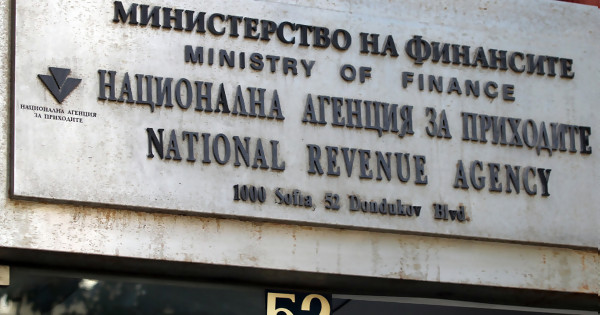 МИНИСТЕРСТВО НА ФИНАНСИТЕ
MINISTRY OF FINANCE
НАЦИОНАЛНА АГЕНЦИЯ ЗА ПРИХОДИТЕ
NATIONAL REVENUE AGENCY
1000 Sofia, 52 Dondukov Blvd.
НАЦИОНАЛНА АГЕНЦИЯ
ЗА ПРИХОДИТЕ
52